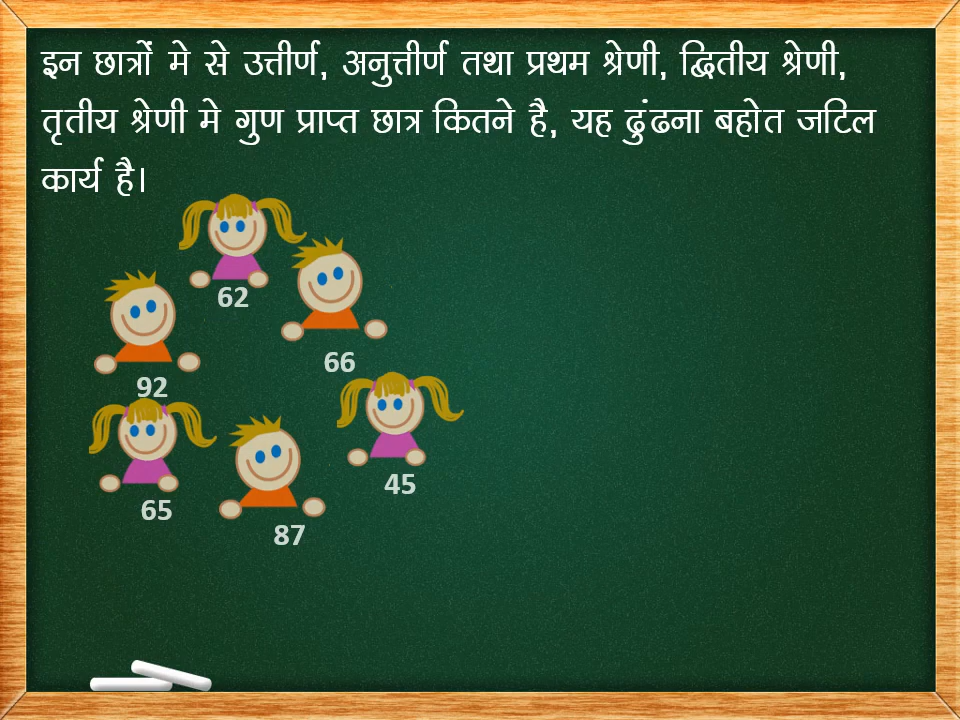 इन छात्रों मे से उत्तीर्ण, अनुत्तीर्ण तथा प्रथम श्रेणी, द्वितीय श्रेणी,
तृतीय श्रेणी मे गुण प्राप्त छात्र कितने है, यह ढुंढना बहोत जटिल
कार्य है।
62
66
92
45
65
87